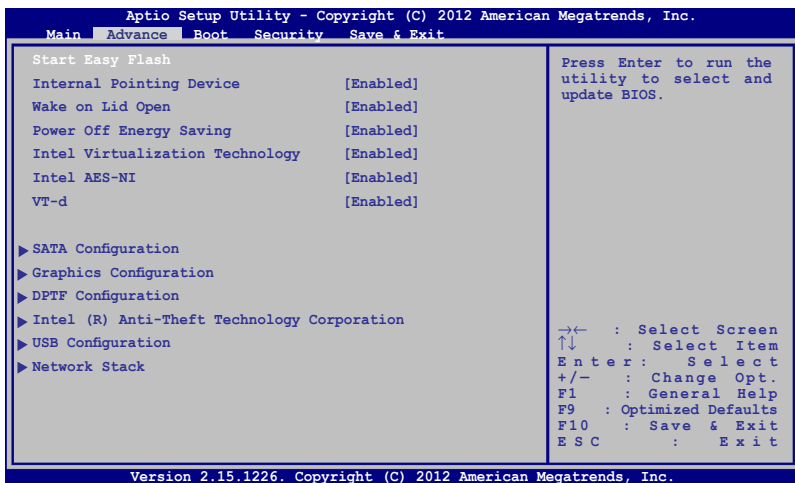 Aptio Setup Utility - Copyright (C) 2012 American Megatrends, Inc.
Main Advance Boot Security Save & Exit
Start Easy Flash
Internal Pointing Device [Enabled]
Wake on Lid Open [Enabled]
Power Off Energy Saving [Enabled]
Intel Virtualization Technology [Enabled]
Intel AES-NI [Enabled]
VT-d [Enabled]
SATA Configuration
Graphics Configuration
DPTF Configuration
Intel (R) Anti-Theft Technology Corporation
USB Configuration
Network Stack
Press Enter to run the
utility to select and
update BIOS.
→← : Select Screen
↑↓ : Select Item
Enter: Select
+/— : Change Opt.
F1 : General Help
F9 : Optimized Defaults
F10 : Save & Exit
ESC : Exit
Version 2.15.1226. Copyright (C) 2012 American Megatrends, Inc.